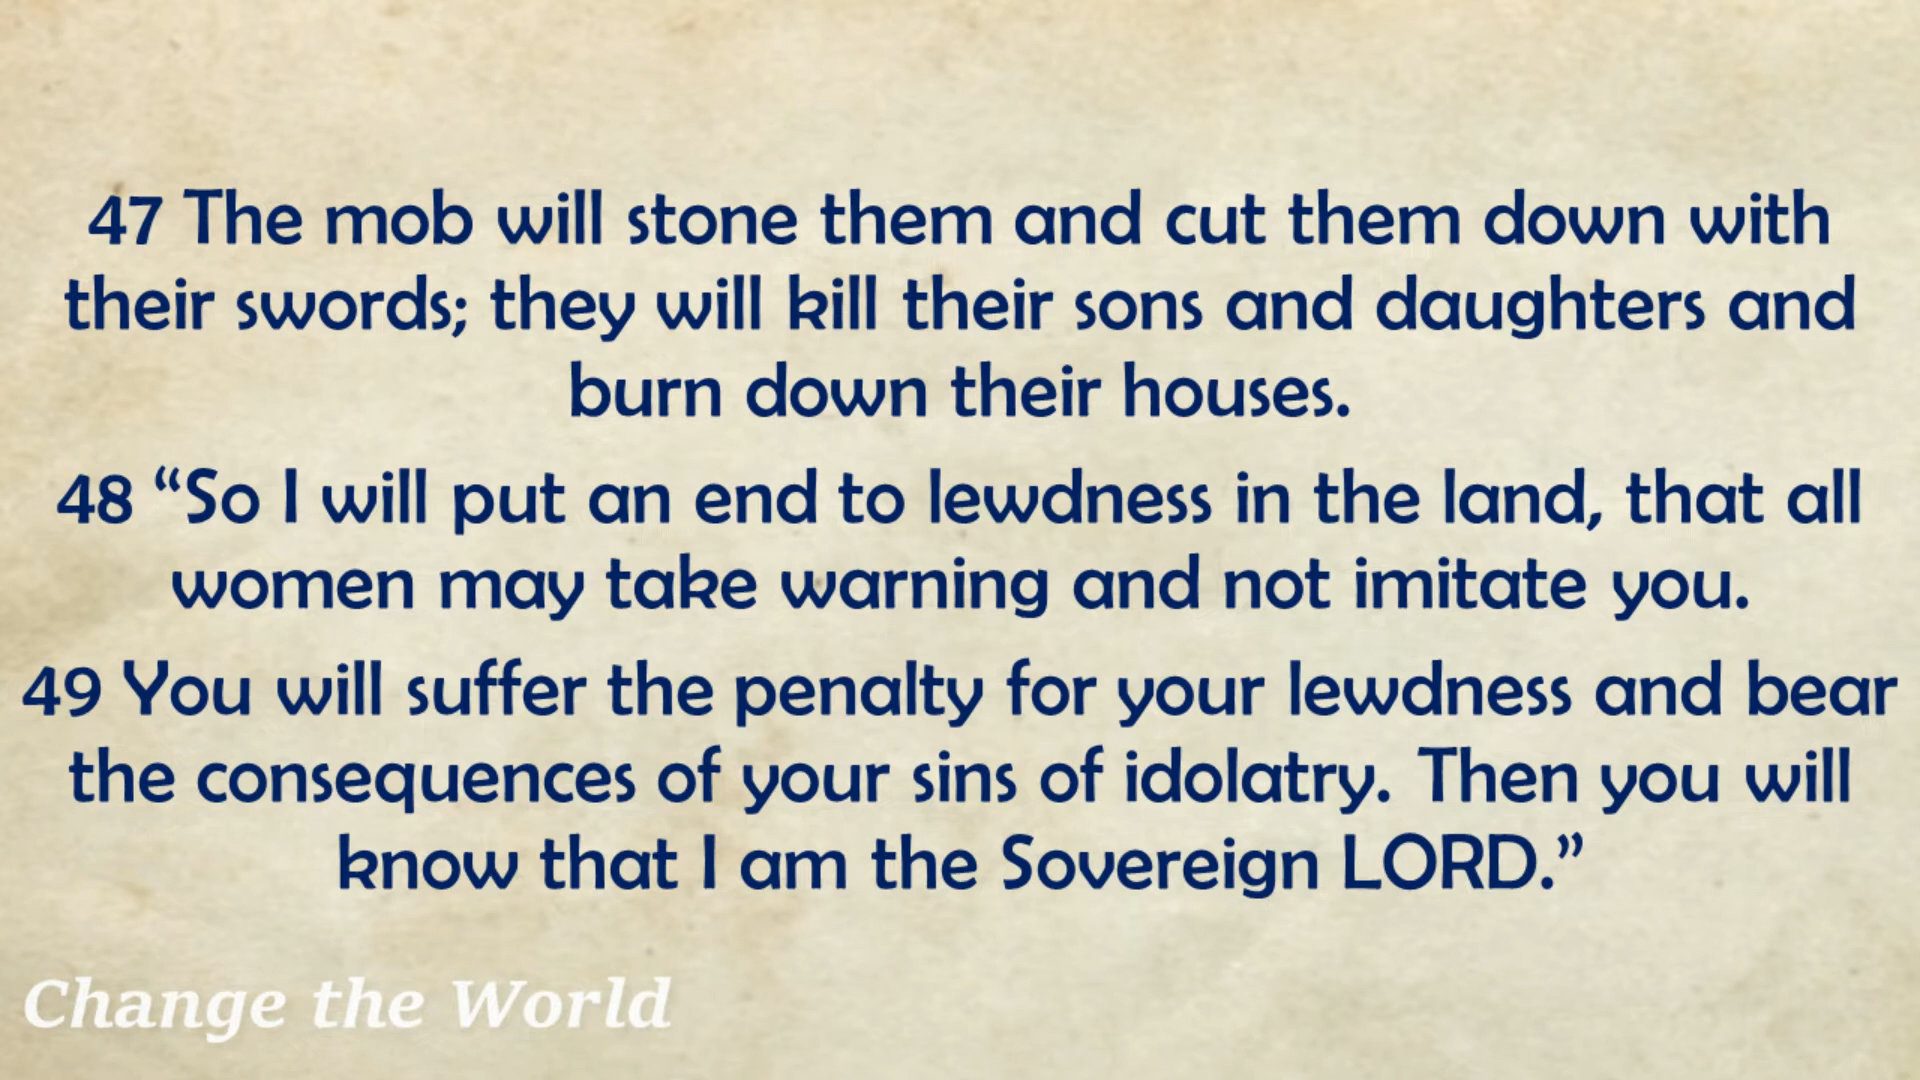 47 The mob will stone them and cut them down with
their swords; they will kill their sons and daughters and
burn down their houses.
48 “So I will put an end to lewdness in the land, that all
women may take warning and not imitate you.
49 You will suffer the penalty for your lewdness and bear
the consequences of your sins of idolatry. Then you will
know that I am the Sovereign LORD.”
Change the World